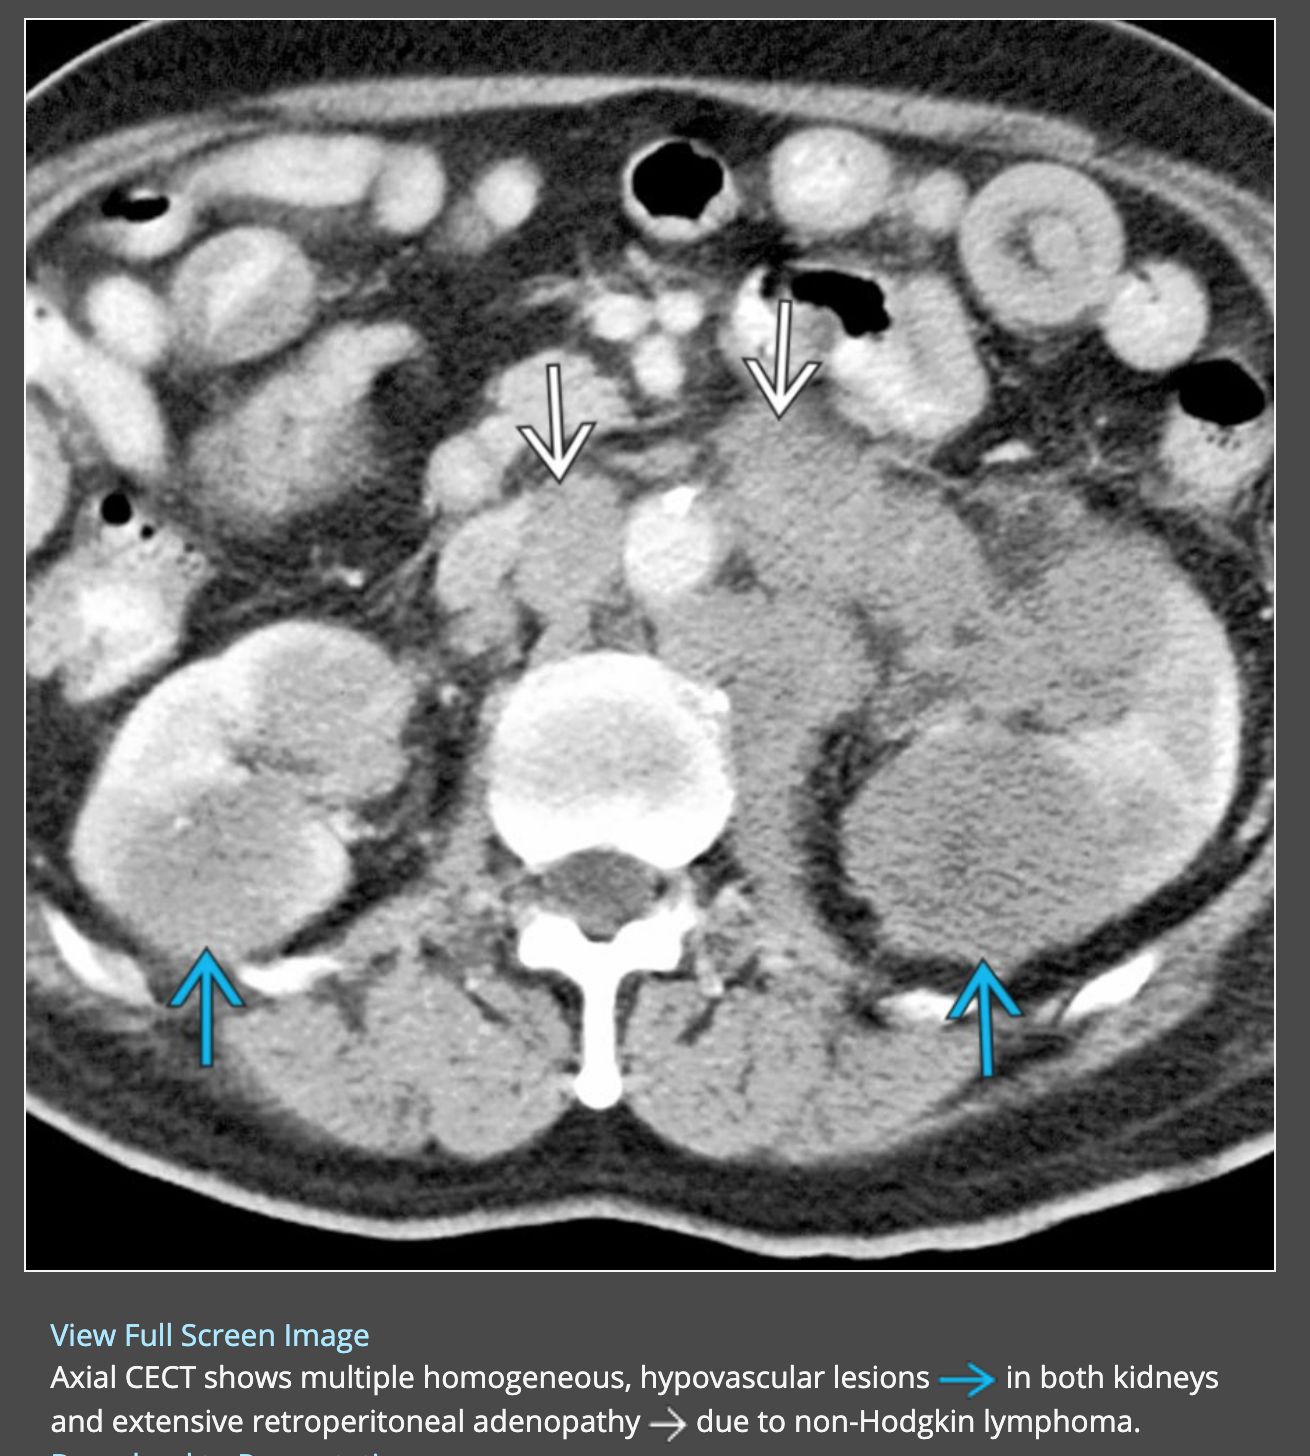 View Full Screen Image
Axial CECT shows multiple homogeneous, hypovascular lesions → in both kidneys
and extensive retroperitoneal adenopathy → due to non-Hodgkin lymphoma.